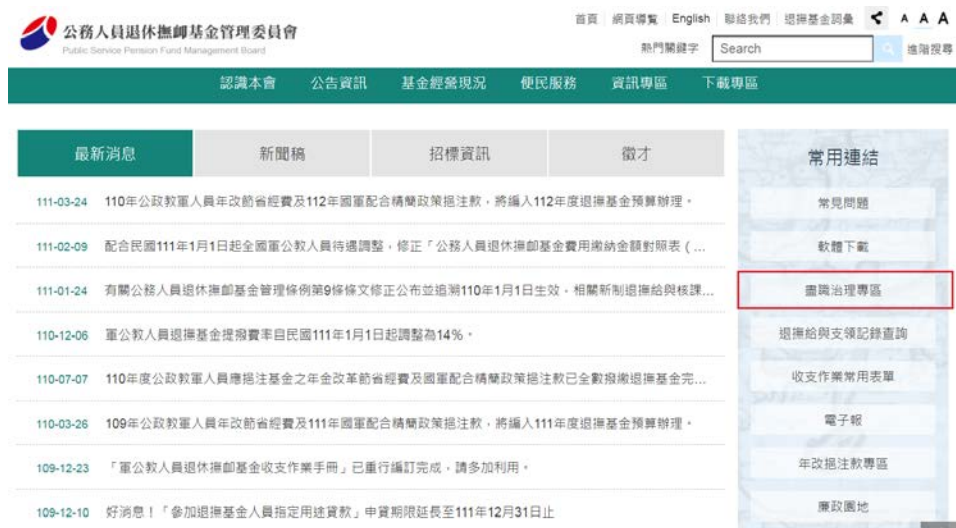 首頁 網頁導覽 English 聯絡我們 退撫基金詞彙 A A A
公務人員退休撫卹基金管理委員會
Public Service Pension Fund Management Board
熱門關鍵字 Search 進階搜尋
認識本會 公告資訊 基金經營現況 便民服務 資訊專區 下載專區
最新消息 新聞稿 招標資訊 徵才
111-03-24 110年公政教軍人員年改節省經費及112年國軍配合精簡政策挹注款，將編入112年度退撫基金預算辦理。
111-02-09 配合民國111年1月1日起全國軍公教人員待遇調整，修正「公務人員退休撫卹基金費用繳納金額對照表 (...
111-01-24 有關公務人員退休撫卹基金管理條例第9條條文修正公布並追溯110年1月1日生效，相關新制退撫給與核課...
110-12-06 軍公教人員退撫基金提撥費率自民國111年1月1日起調整為14%。
110-07-07 110年度公政教軍人員應挹注基金之年金改革節省經費及國軍配合精簡政策挹注款已全數撥繳退撫基金完...
110-03-26 109年公政教軍人員年改節省經費及111年國軍配合精簡政策挹注款，將編入111年度退撫基金預算辦理。
109-12-23 「軍公教人員退休撫卹基金收支作業手冊」已重行編訂完成，請多加利用。
109-12-10 好消息！「參加退撫基金人員指定用途貸款」申貸期限延長至111年12月31日止
常用連結
常見問題
軟體下載
盡職治理專區
退撫給與支領記錄查詢
收支作業常用表單
電子報
年改挹注款專區
廉政園地